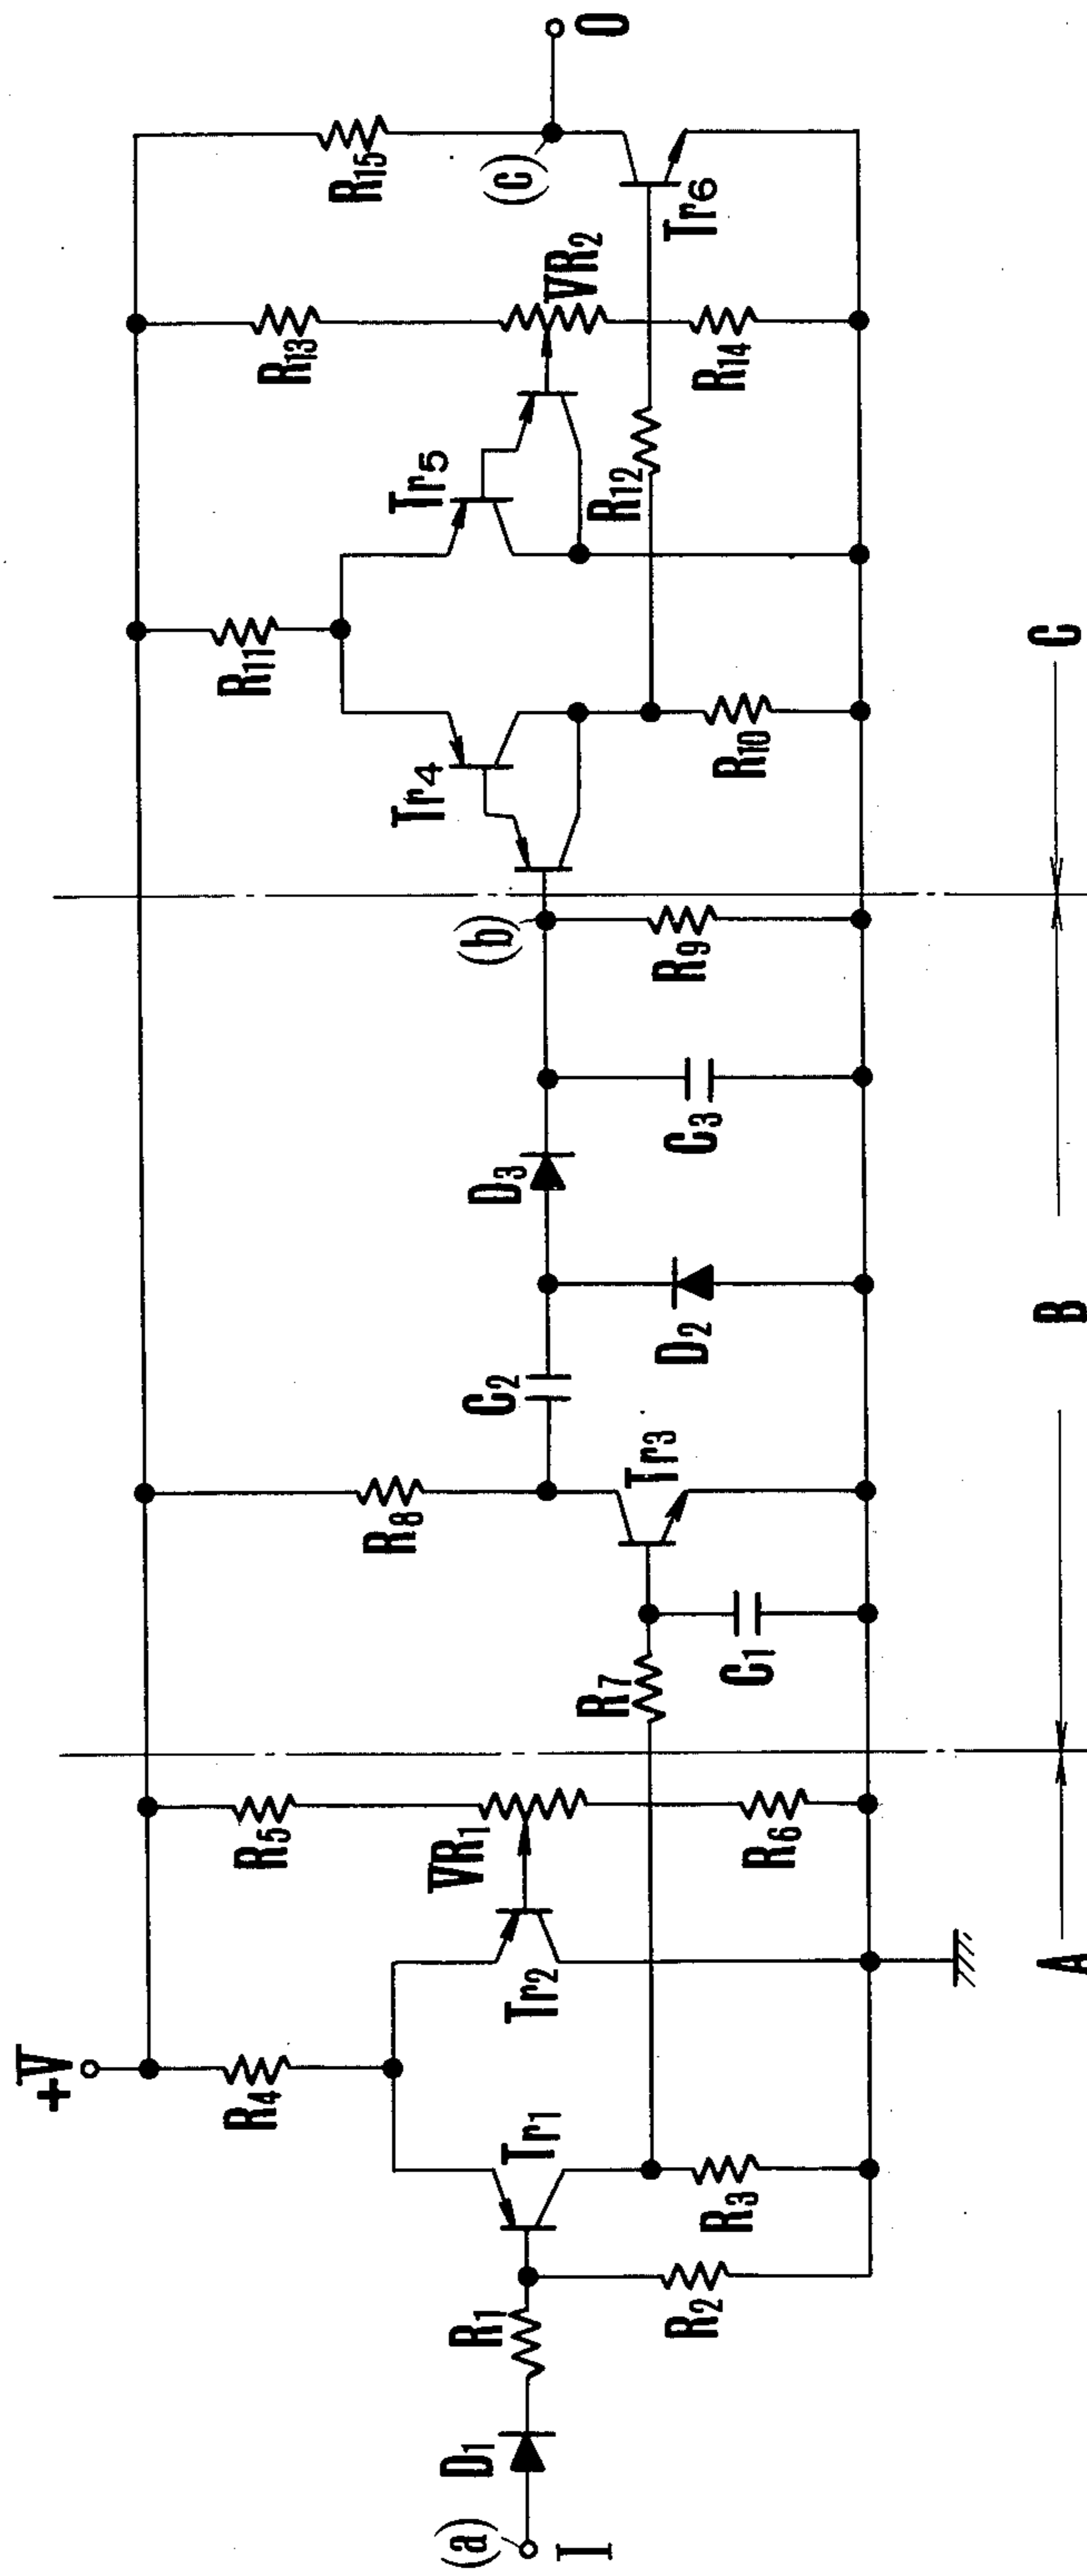 +V
R15
R13
R11
R4
R5
R8
VR2
Tr5
Tr4
(c)
O
(b)
D3
C2
VR1
Tr2
Tr1
R1
D1
(a)
I
Tr6
R12
R14
R10
R9
C3
D2
Tr3
R7
C1
R6
R3
R2
A
B
C